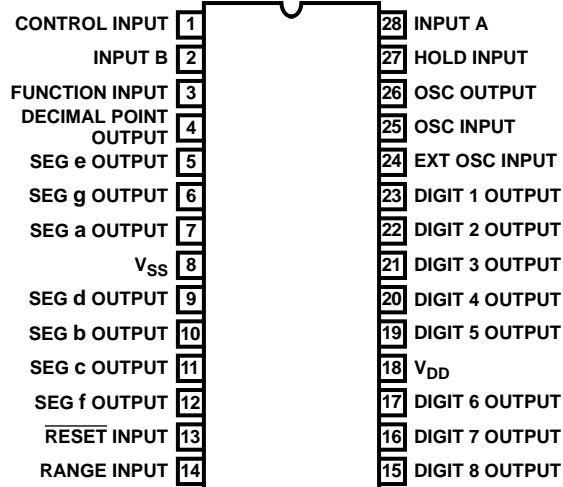 CONTROL INPUT 1 28 INPUT A
INPUT B 2 27 HOLD INPUT
FUNCTION INPUT 3 26 OSC OUTPUT
DECIMAL POINT
OUTPUT 4 25 OSC INPUT
SEG e OUTPUT 5 24 EXT OSC INPUT
SEG g OUTPUT 6 23 DIGIT 1 OUTPUT
SEG a OUTPUT 7 22 DIGIT 2 OUTPUT
VSS 8 21 DIGIT 3 OUTPUT
SEG d OUTPUT 9 20 DIGIT 4 OUTPUT
SEG b OUTPUT 10 19 DIGIT 5 OUTPUT
SEG c OUTPUT 11 18 VDD
SEG f OUTPUT 12 17 DIGIT 6 OUTPUT
RESET INPUT 13 16 DIGIT 7 OUTPUT
RANGE INPUT 14 15 DIGIT 8 OUTPUT